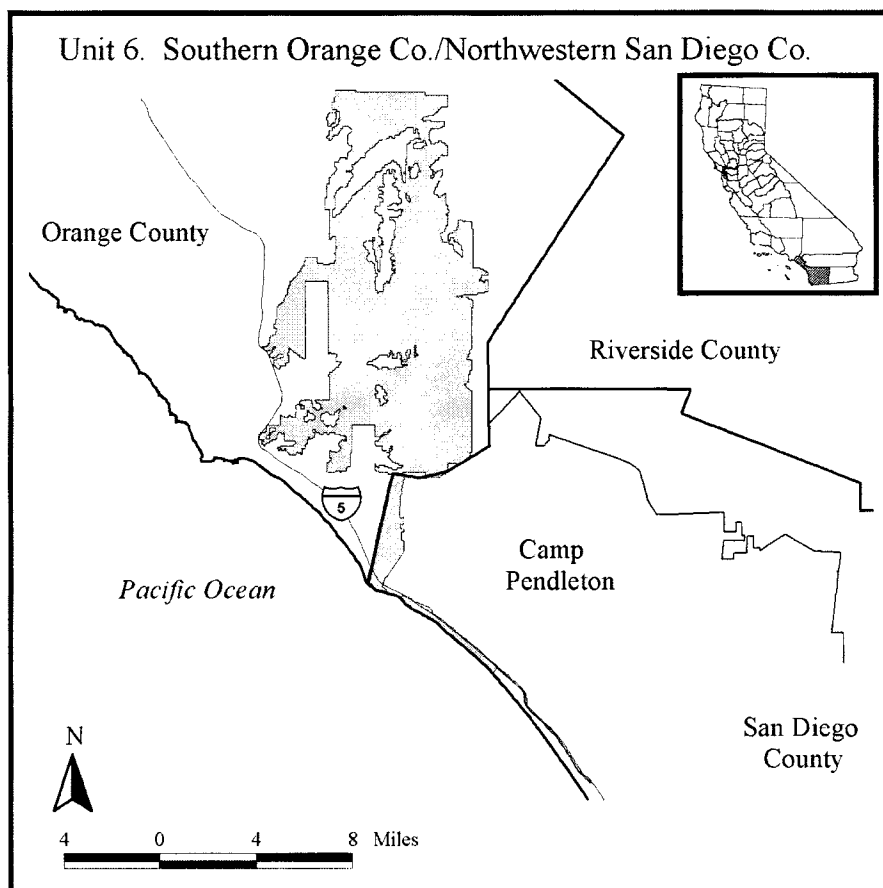 Unit 6. Southern Orange Co./Northwestern San Diego Co.
Orange County
Riverside County
5
Camp
Pendleton
Pacific Ocean
San Diego
County
N
4 0 4 8 Miles